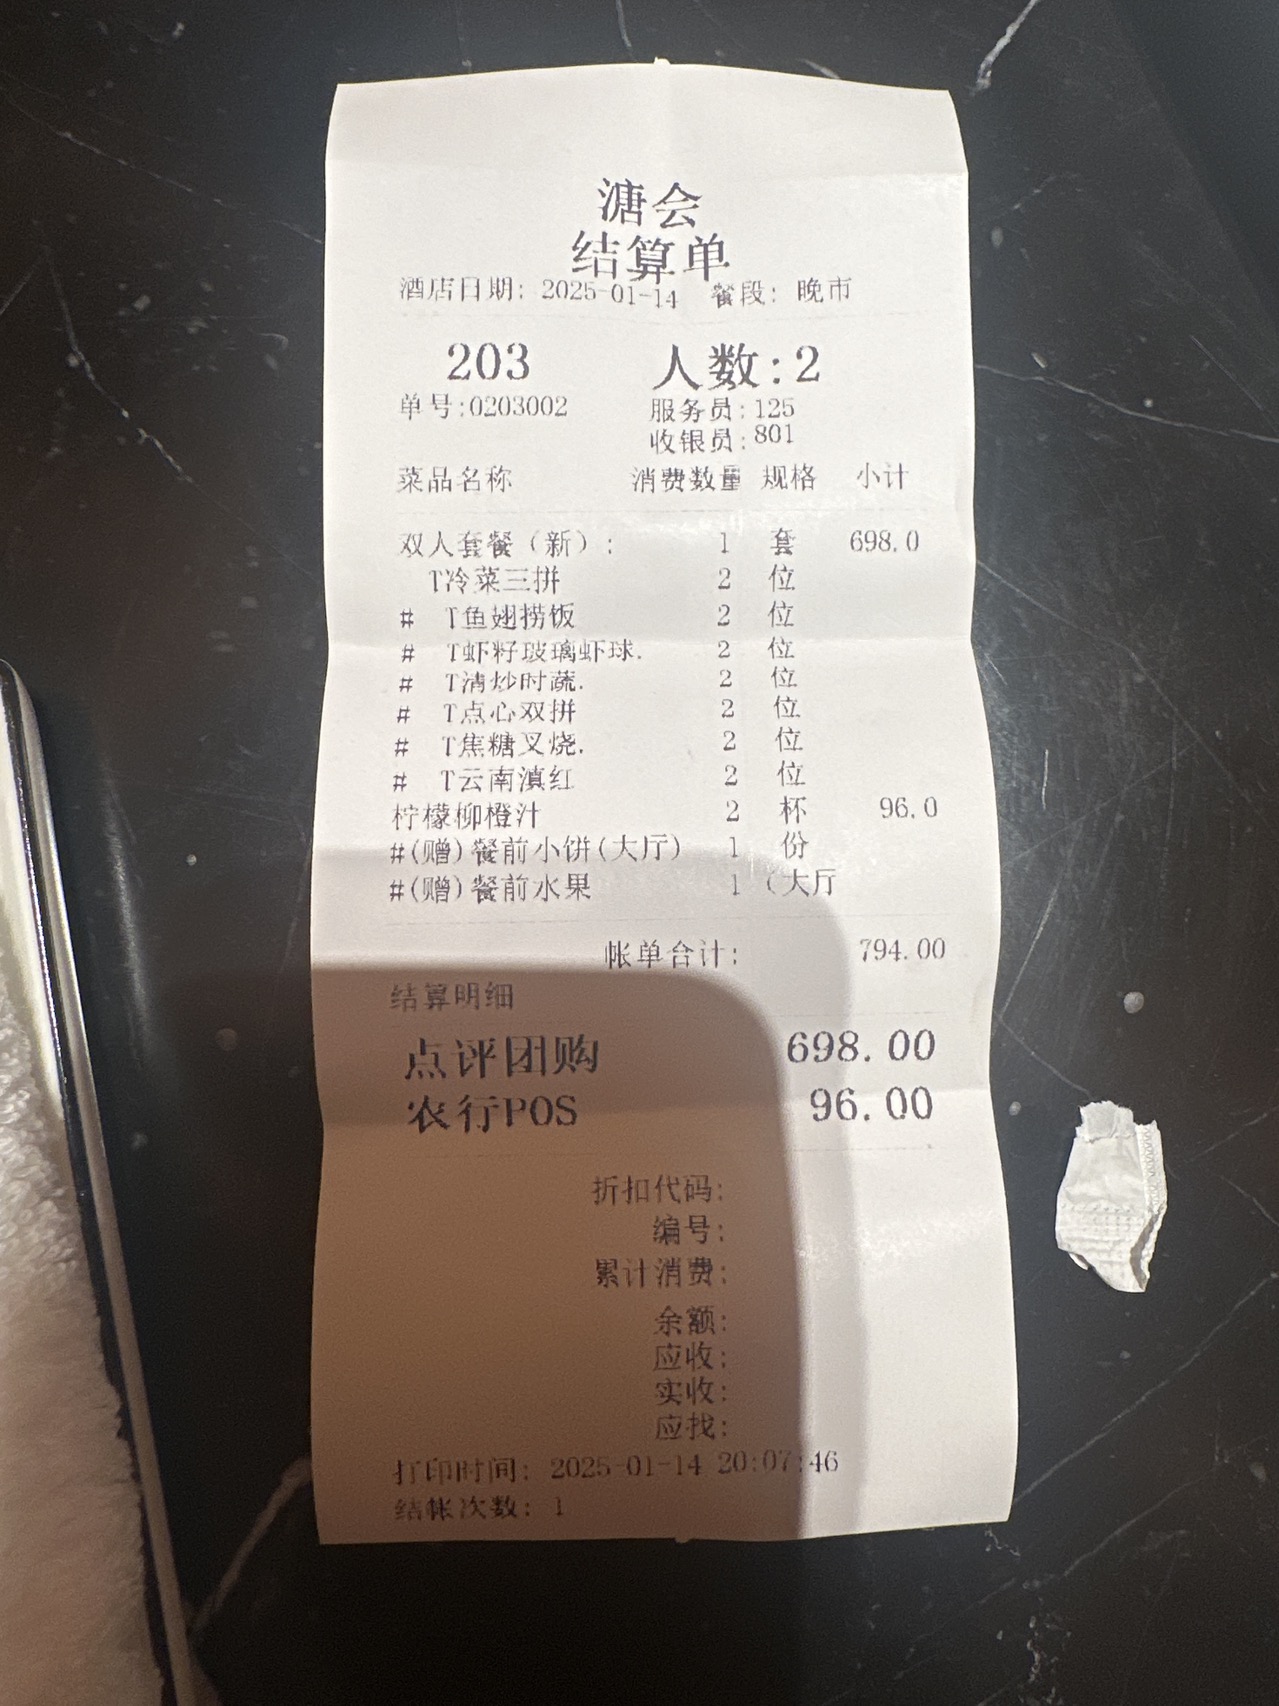 溏会
结算单
酒店日期: 2025-01-14 餐段: 晚市
203 人数:2
单号:0203002 服务员:125
收银员:801
菜品名称 消费数量 规格 小计
双人套餐（新）: 1 套 698.0
T冷菜三拼 2 位
# T鱼翅捞饭 2 位
# T虾籽玻璃虾球. 2 位
# T清炒时蔬. 2 位
# T点心双拼 2 位
# T焦糖叉烧. 2 位
# T云南滇红 2 位
柠檬柳橙汁 2 杯 96.0
#(赠)餐前小饼(大厅) 1 份
#(赠)餐前水果 1 (大厅
帐单合计: 794.00
结算明细
点评团购 698.00
农行POS 96.00
折扣代码:
编号:
累计消费:
余额:
应收:
实收:
应找:
打印时间: 2025-01-14 20:07:46
结帐次数: 1